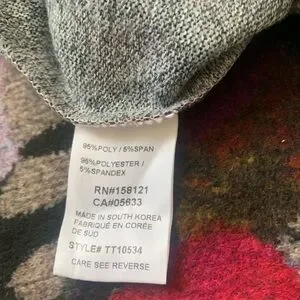 95%POLY / 5%SPAN
95%POLYESTER /
5%SPANDEX
RN#158121
CA#05633
MADE IN SOUTH KOREA
FABRIQUÉ EN CORÉE
DE SUD
STYLE# TT10534
CARE SEE REVERSE